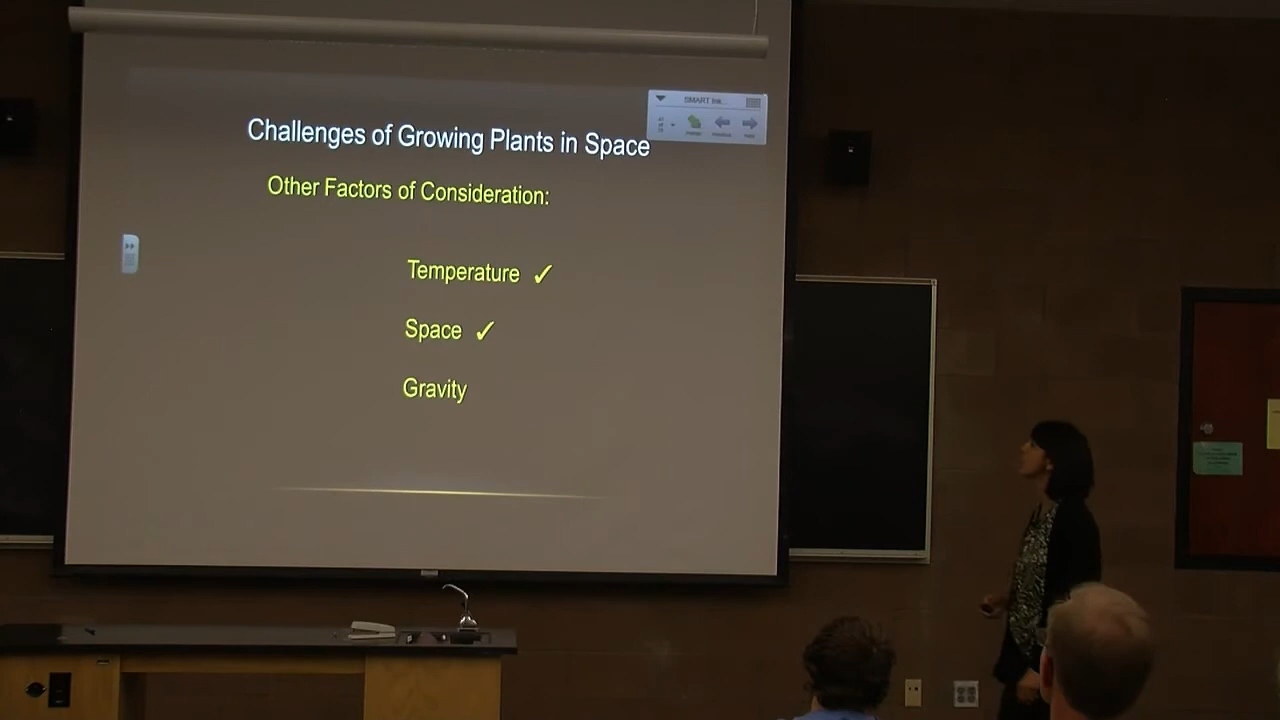 SMART Ink...
Challenges of Growing Plants in Space
Other Factors of Consideration:
Temperature ✓
Space ✓
Gravity